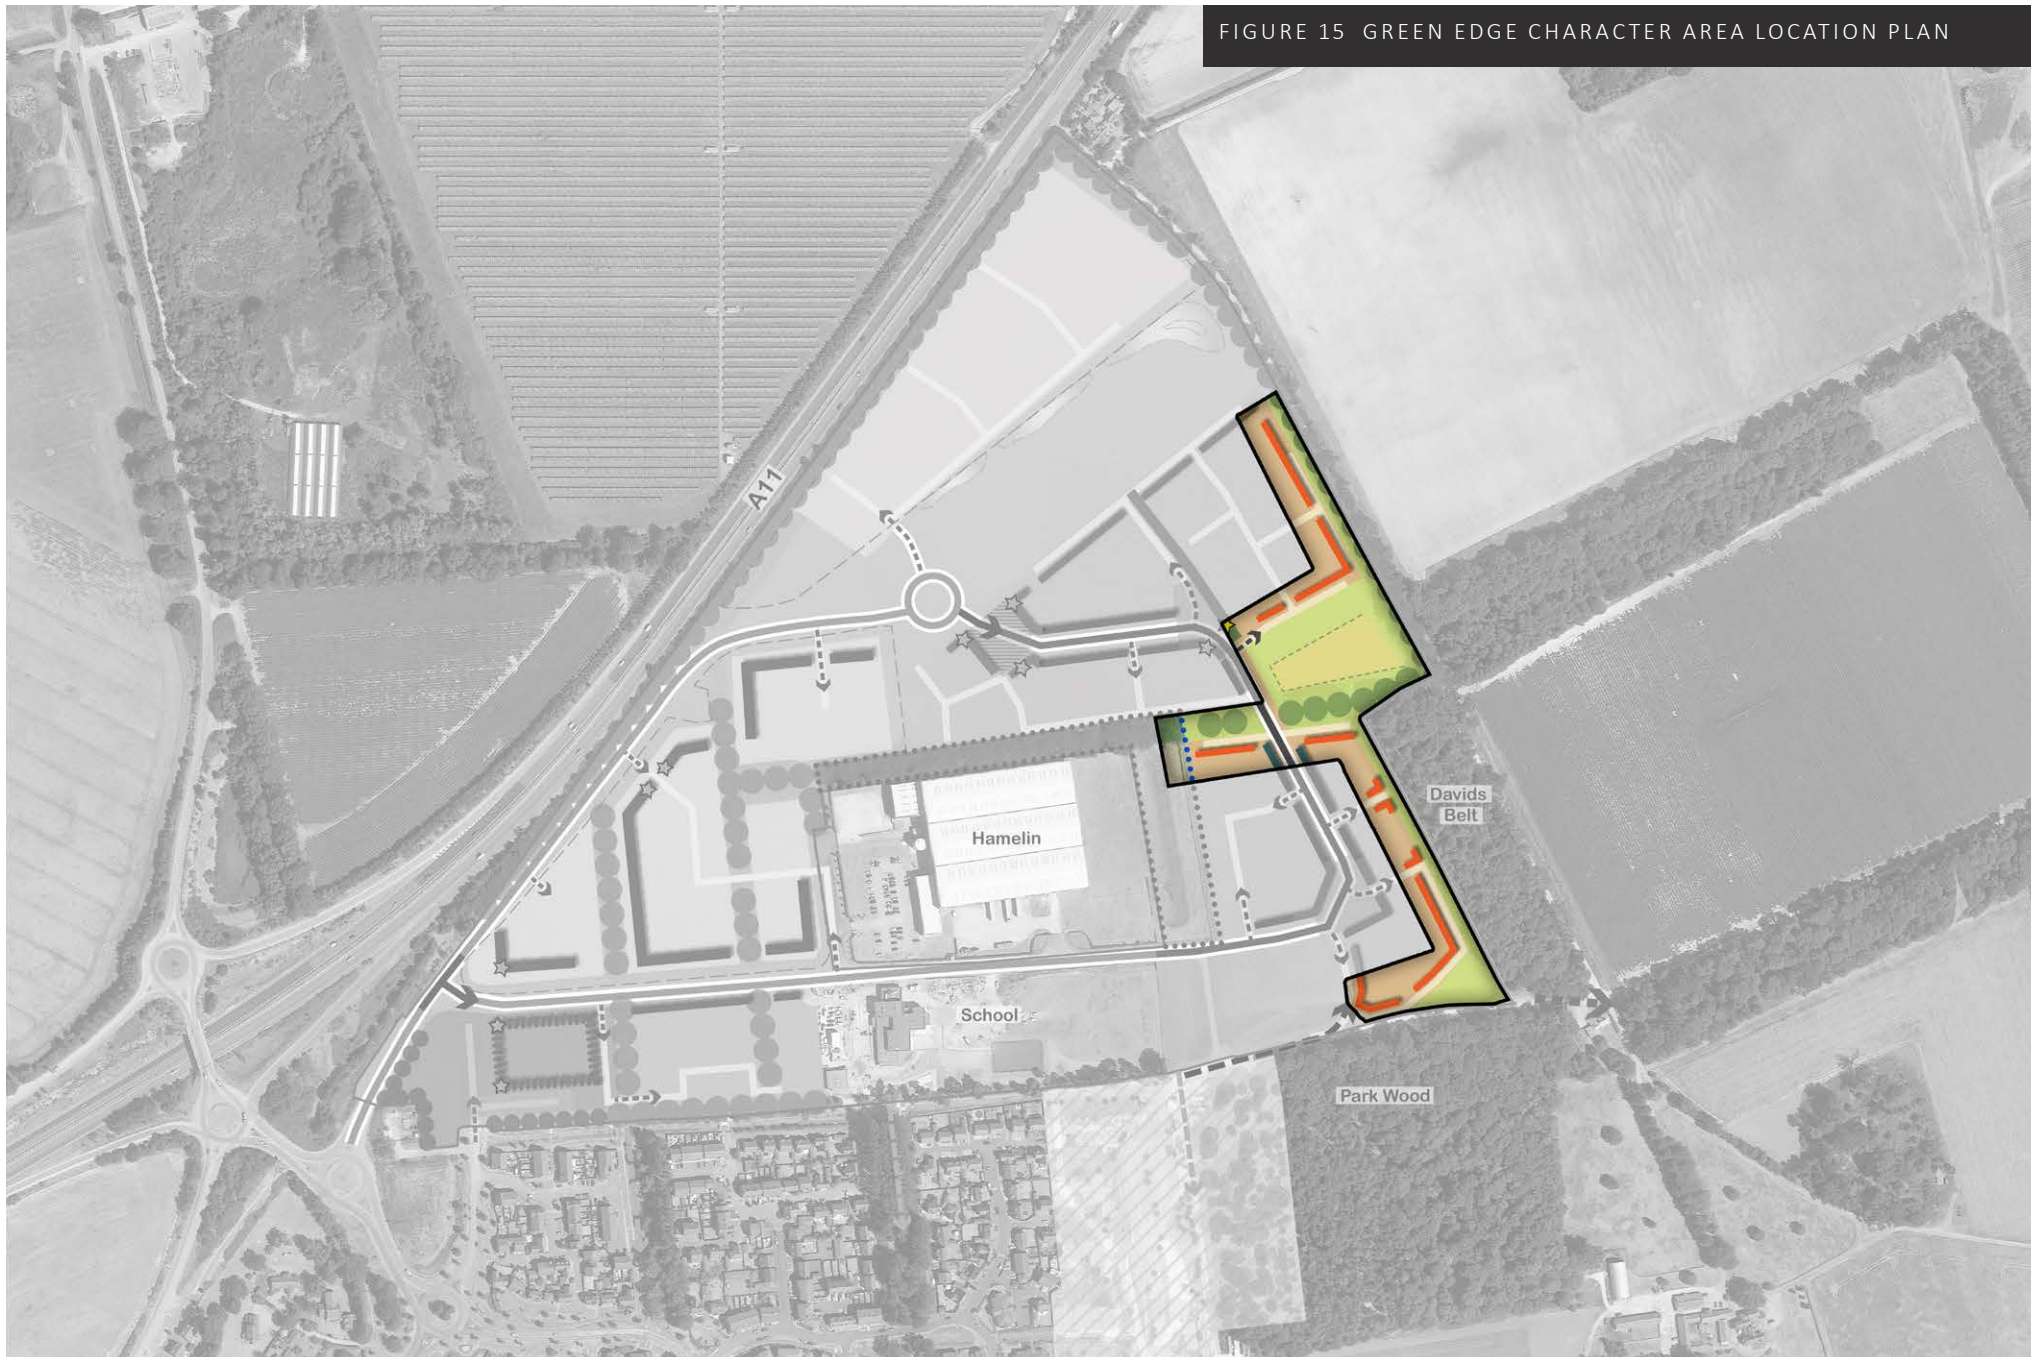 FIGURE 15 GREEN EDGE CHARACTER AREA LOCATION PLAN
A11
Davids
Belt
Hamelin
School
Park Wood